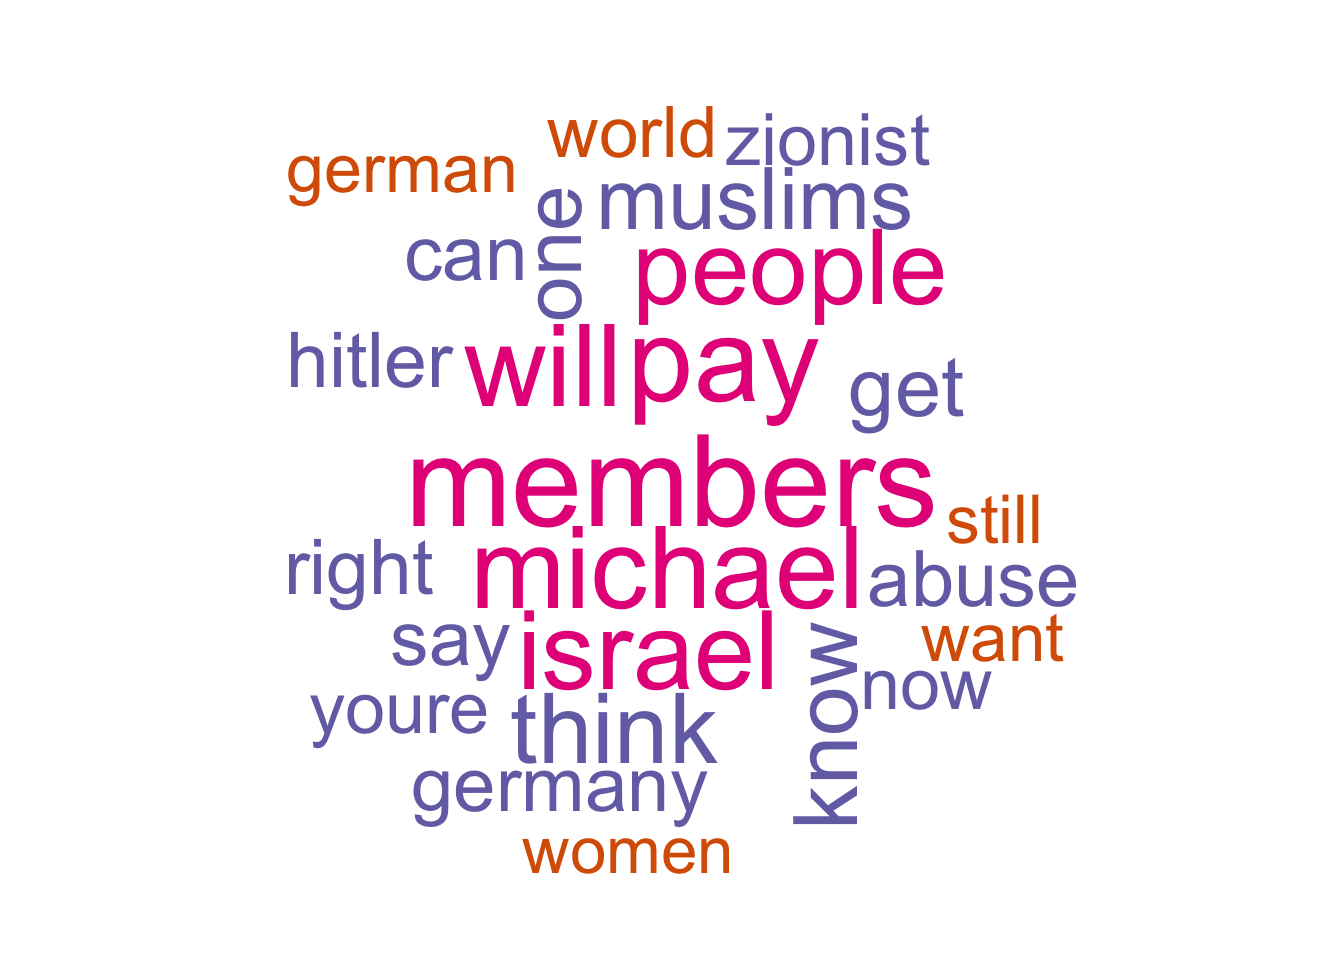 world
zionist
german
muslims
one
can
people
hitler
will
pay
get
members
still
right
michael
abuse
say
israel
want
know
now
youre
think
germany
women